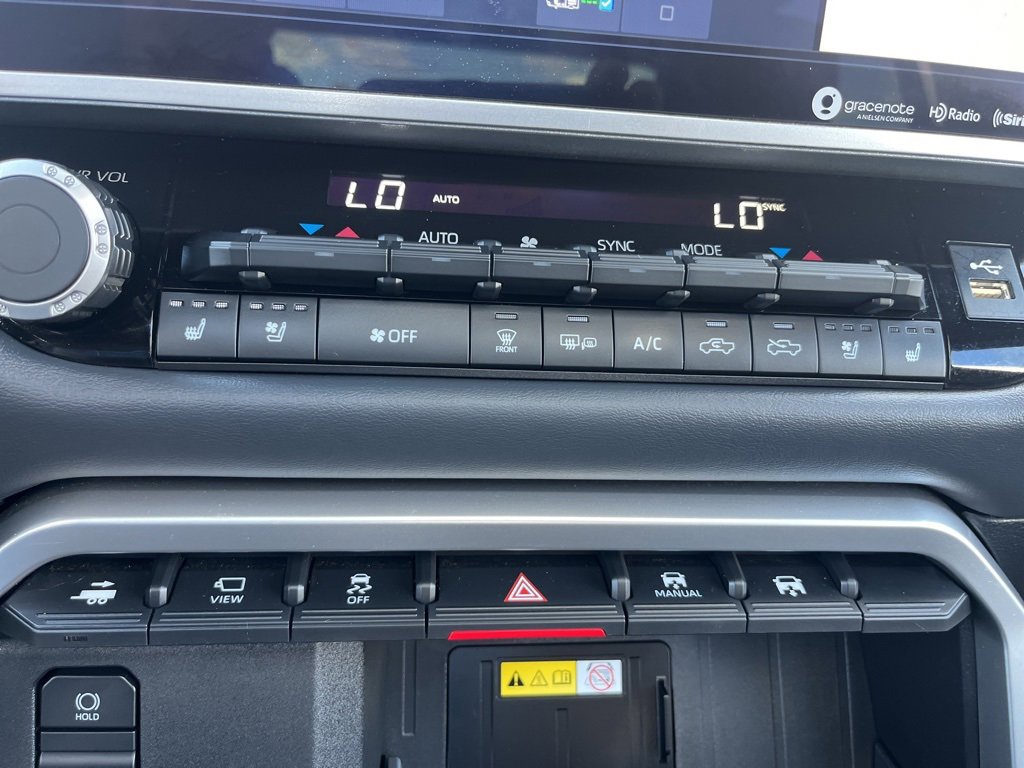 gracenote
A NIELSEN COMPANY
HD Radio
VOL
LO AUTO
LO SYNC
AUTO SYNC MODE
OFF
FRONT
A/C
VIEW
OFF
MANUAL
HOLD